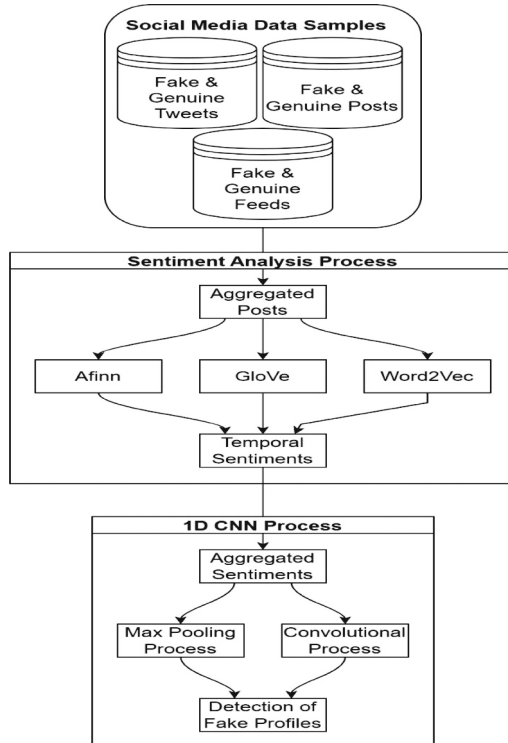 Social Media Data Samples
Fake &
Genuine
Tweets
Fake &
Genuine Posts
Fake &
Genuine
Feeds
Sentiment Analysis Process
Aggregated
Posts
Afinn
GloVe
Word2Vec
Temporal
Sentiments
1D CNN Process
Aggregated
Sentiments
Max Pooling
Process
Convolutional
Process
Detection of
Fake Profiles